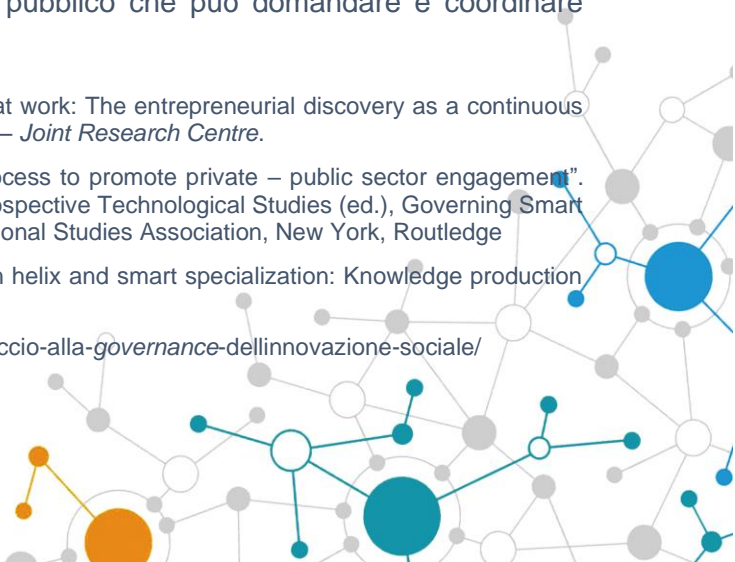 pubblico che può domandare e coordinare
at work: The entrepreneurial discovery as a continuous
– Joint Research Centre.
ocess to promote private – public sector engagement”.
ospective Technological Studies (ed.), Governing Smart
ional Studies Association, New York, Routledge
n helix and smart specialization: Knowledge production
ccio-alla-governance-dellinnovazione-sociale/